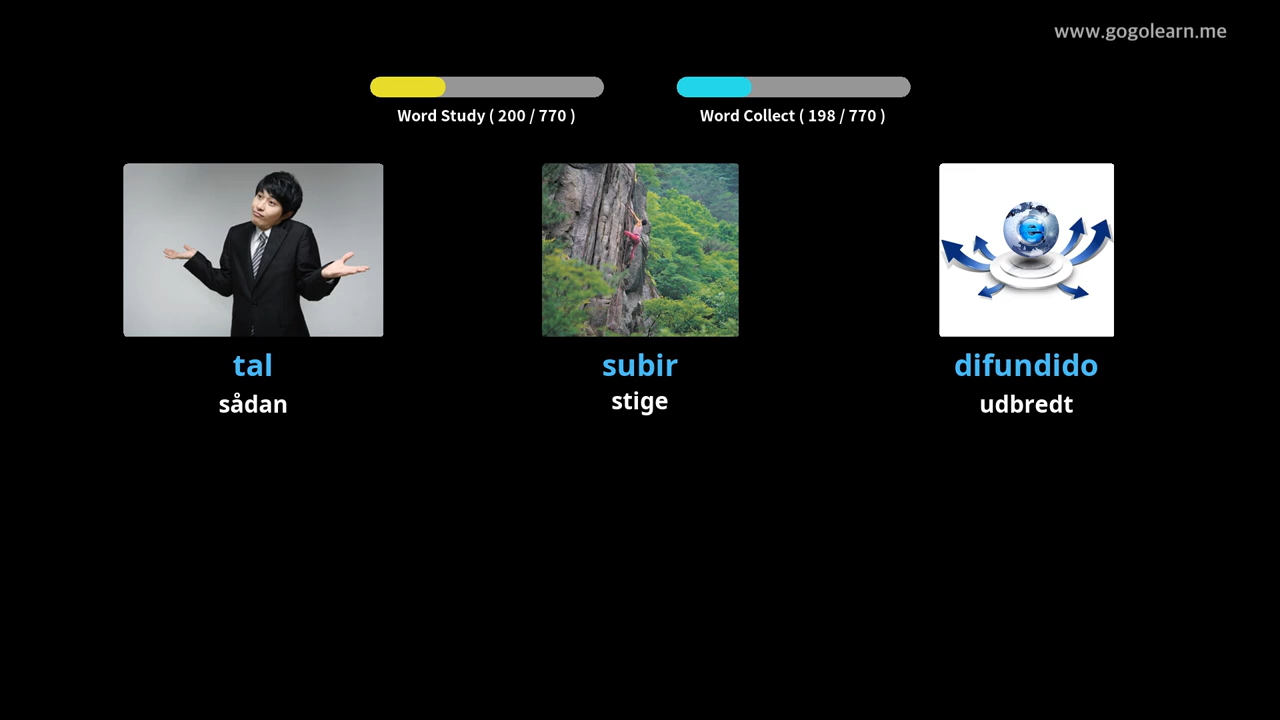 www.gogolearn.me
Word Study ( 200 / 770 )
Word Collect ( 198 / 770 )
tal
sådan
subir
stige
difundido
udbredt